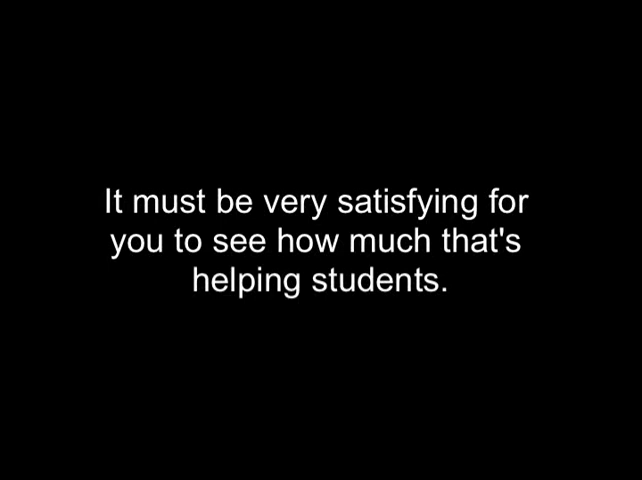 It must be very satisfying for
you to see how much that's
helping students.